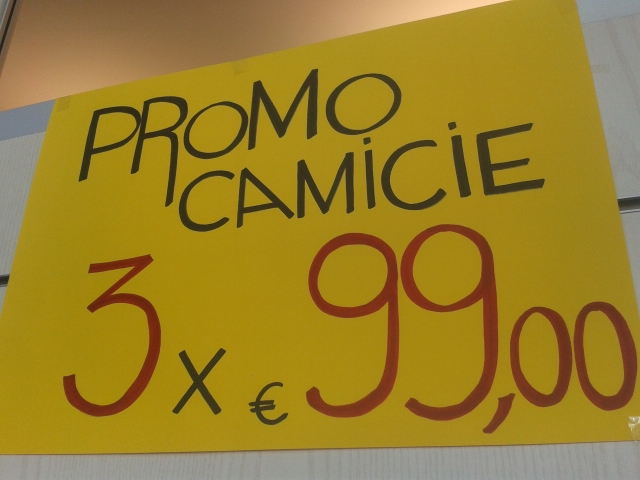 PROMO
CAMICIE
3 x € 99,00